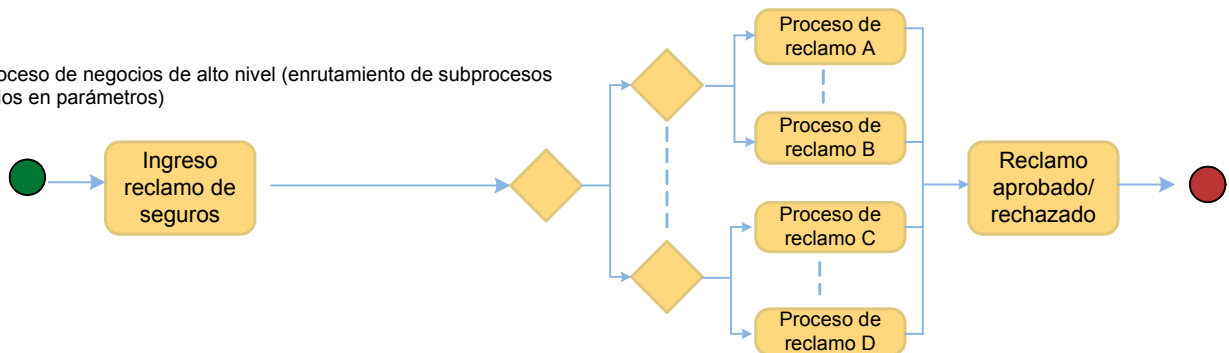 Proceso de
reclamo A
oceso de negocios de alto nivel (enrutamiento de subprocesos
los en parámetros)
Proceso de
reclamo B
Ingreso
reclamo de
seguros
Reclamo
aprobado/
rechazado
Proceso de
reclamo C
Proceso de
reclamo D